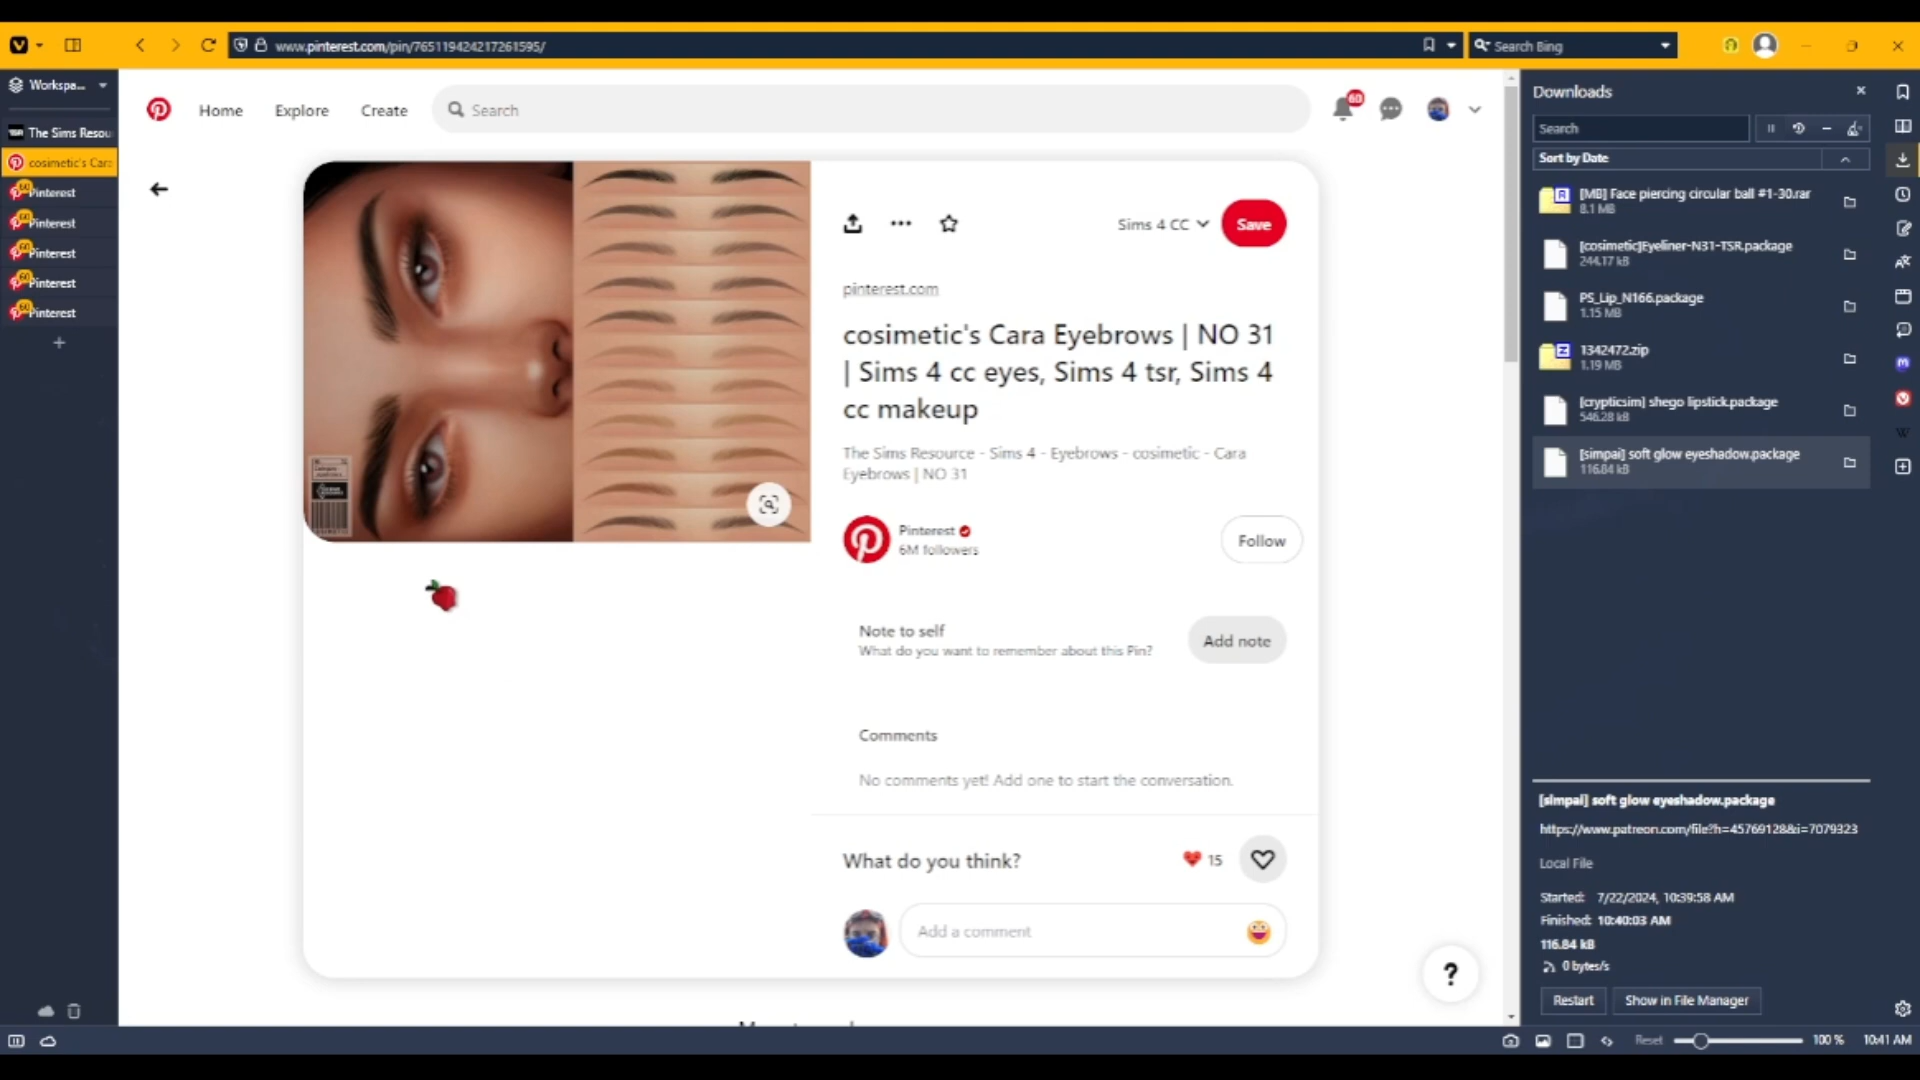 www.pinterest.com/pin/765119424217261595/
Search Bing
Workspa...
The Sims Resou
cosimetic's Cara
Pinterest
Pinterest
Pinterest
Pinterest
Pinterest
Home
Explore
Create
Search
60
Sims 4 CC
Save
pinterest.com
cosimetic's Cara Eyebrows | NO 31
| Sims 4 cc eyes, Sims 4 tsr, Sims 4
cc makeup
The Sims Resource - Sims 4 - Eyebrows - cosimetic - Cara
Eyebrows | NO 31
Pinterest
6M followers
Follow
Note to self
What do you want to remember about this Pin?
Add note
Comments
No comments yet! Add one to start the conversation.
What do you think?
15
Add a comment
?
Downloads
Search
Sort by Date
[MB] Face piercing circular ball #1-30.rar
8.1 MB
[cosimetic]Eyeliner-N31-TSR.package
244.17 kB
PS_Lip_N166.package
1.15 MB
1342472.zip
1.19 MB
[crypticsim] shego lipstick.package
546.28 kB
[simpai] soft glow eyeshadow.package
116.84 kB
[simpai] soft glow eyeshadow.package
https://www.patreon.com/file?h=45769128&i=7079323
Local File
Started: 7/22/2024, 10:39:58 AM
Finished: 10:40:03 AM
116.84 kB
0 bytes/s
Restart
Show in File Manager
Reset
100 %
10:41 AM